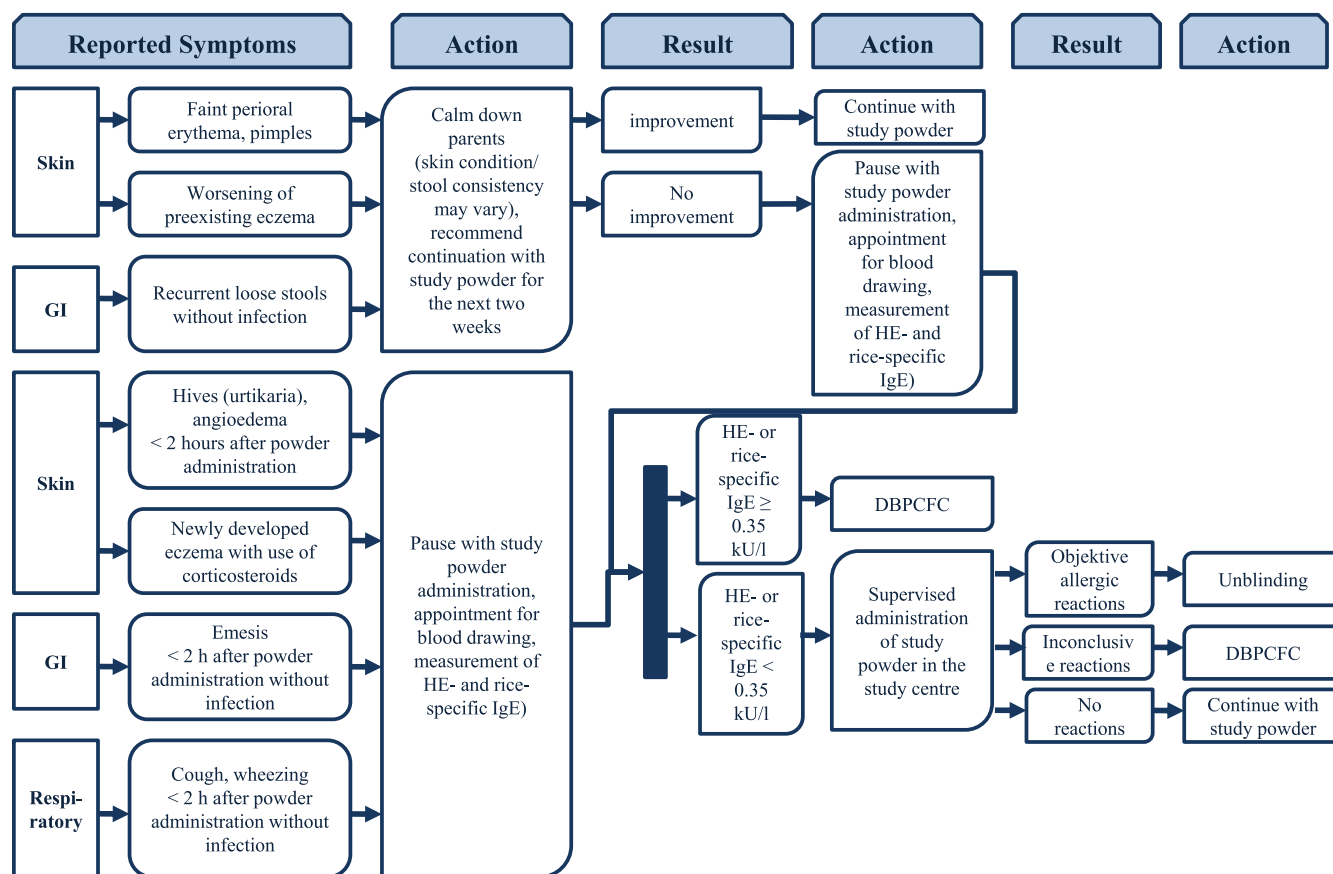 Reported Symptoms
Action
Result
Action
Result
Action
Skin
Faint perioral
erythema, pimples
Worsening of
preexisting eczema
GI
Recurrent loose stools
without infection
Calm down
parents
(skin condition/
stool consistency
may vary),
recommend
continuation with
study powder for
the next two
weeks
improvement
Continue with
study powder
No
improvement
Pause with
study powder
administration,
appointment
for blood
drawing,
measurement
of HE- and
rice-specific
IgE)
Skin
Hives (urtikaria),
angioedema
< 2 hours after powder
administration
Newly developed
eczema with use of
corticosteroids
GI
Emesis
< 2 h after powder
administration without
infection
Respi-
ratory
Cough, wheezing
< 2 h after powder
administration without
infection
Pause with study
powder
administration,
appointment for
blood drawing,
measurement of
HE- and rice-
specific IgE)
HE- or
rice-
specific
IgE ≥
0.35
kU/l
DBPCFC
HE- or
rice-
specific
IgE <
0.35
kU/l
Supervised
administration
of study
powder in the
study centre
Objektive
allergic
reactions
Unblinding
Inconclusiv
e reactions
DBPCFC
No
reactions
Continue with
study powder